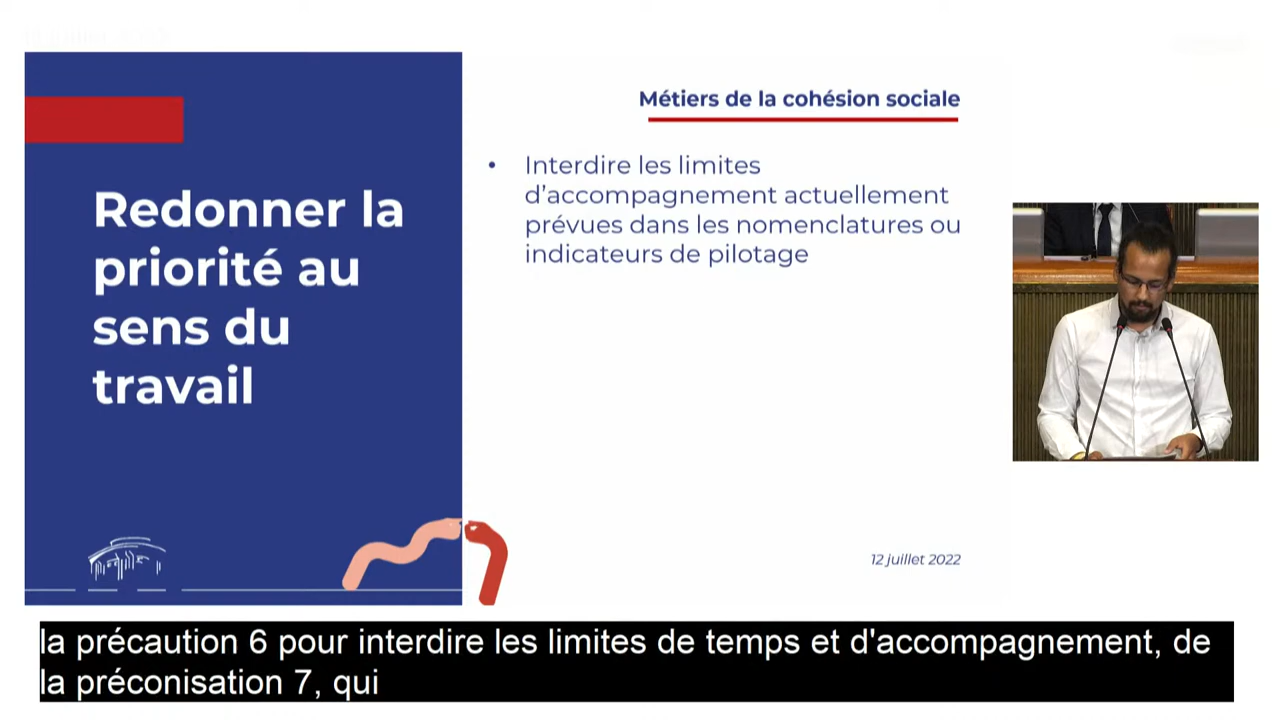 Redonner la
priorité au
sens du
travail
Métiers de la cohésion sociale
• Interdire les limites
d’accompagnement actuellement
prévues dans les nomenclatures ou
indicateurs de pilotage
12 juillet 2022
la précaution 6 pour interdire les limites de temps et d'accompagnement, de
la préconisation 7, qui